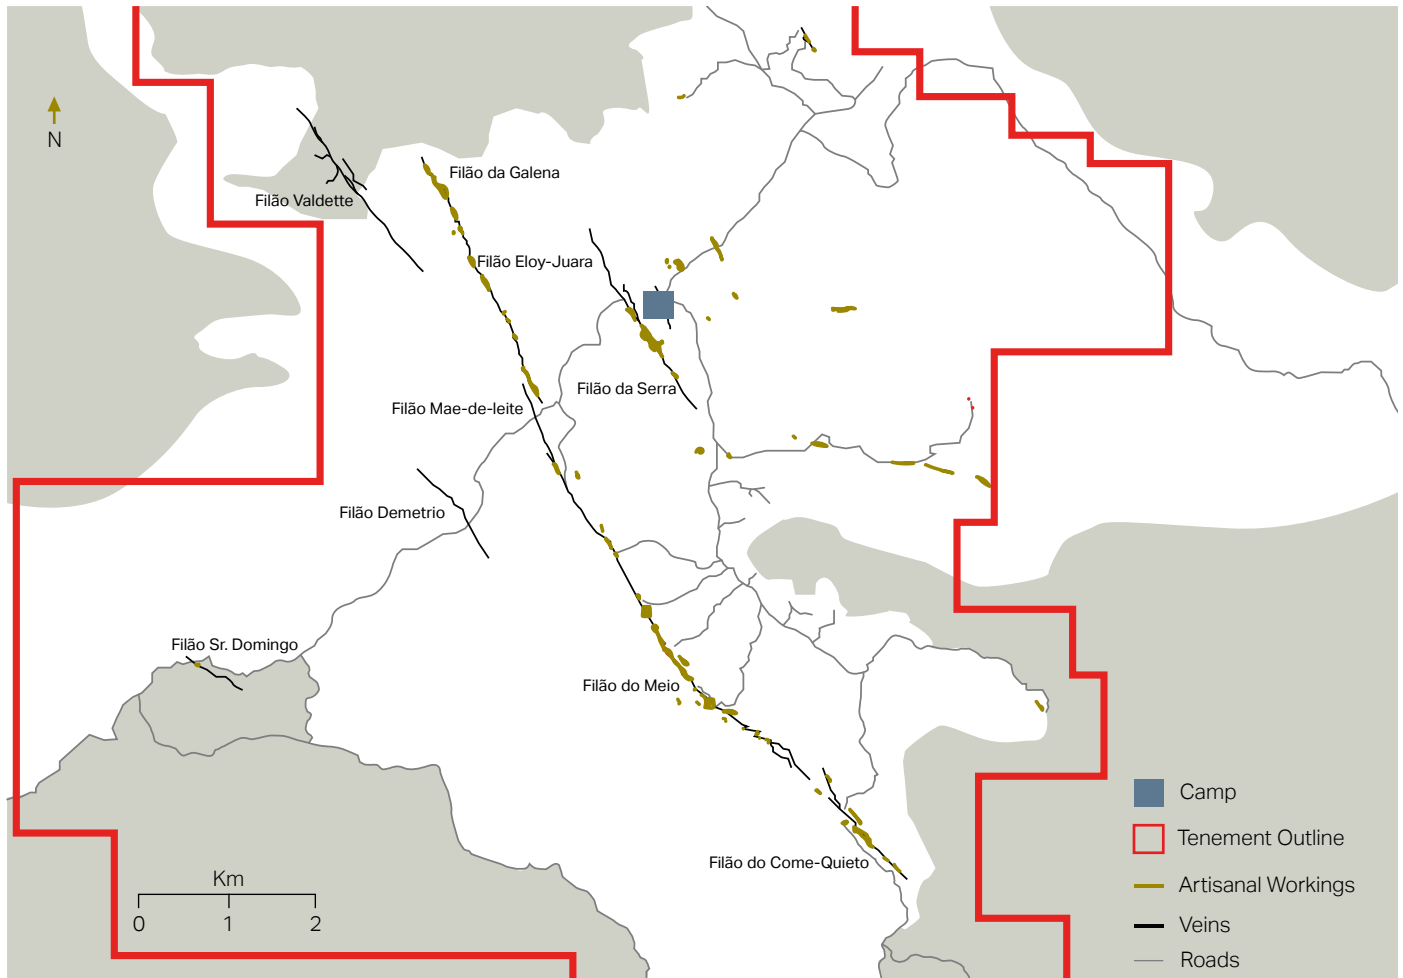 N
Filão da Galena
Filão Valdette
Filão Eloy-Juara
Filão da Serra
Filão Mae-de-leite
Filão Demetrio
Filão Sr. Domingo
Filão do Meio
Filão do Come-Quieto
Km
0 1 2
Camp
Tenement Outline
Artisanal Workings
Veins
Roads